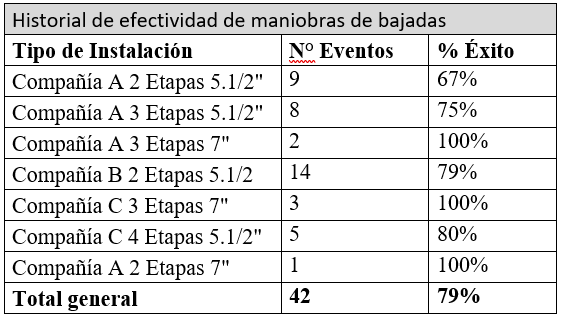 Historial de efectividad de maniobras de bajadas
Tipo de Instalación N° Eventos % Éxito
Compañía A 2 Etapas 5.1/2" 9 67%
Compañía A 3 Etapas 5.1/2" 8 75%
Compañía A 3 Etapas 7" 2 100%
Compañía B 2 Etapas 5.1/2 14 79%
Compañía C 3 Etapas 7" 3 100%
Compañía C 4 Etapas 5.1/2" 5 80%
Compañía A 2 Etapas 7" 1 100%
Total general 42 79%